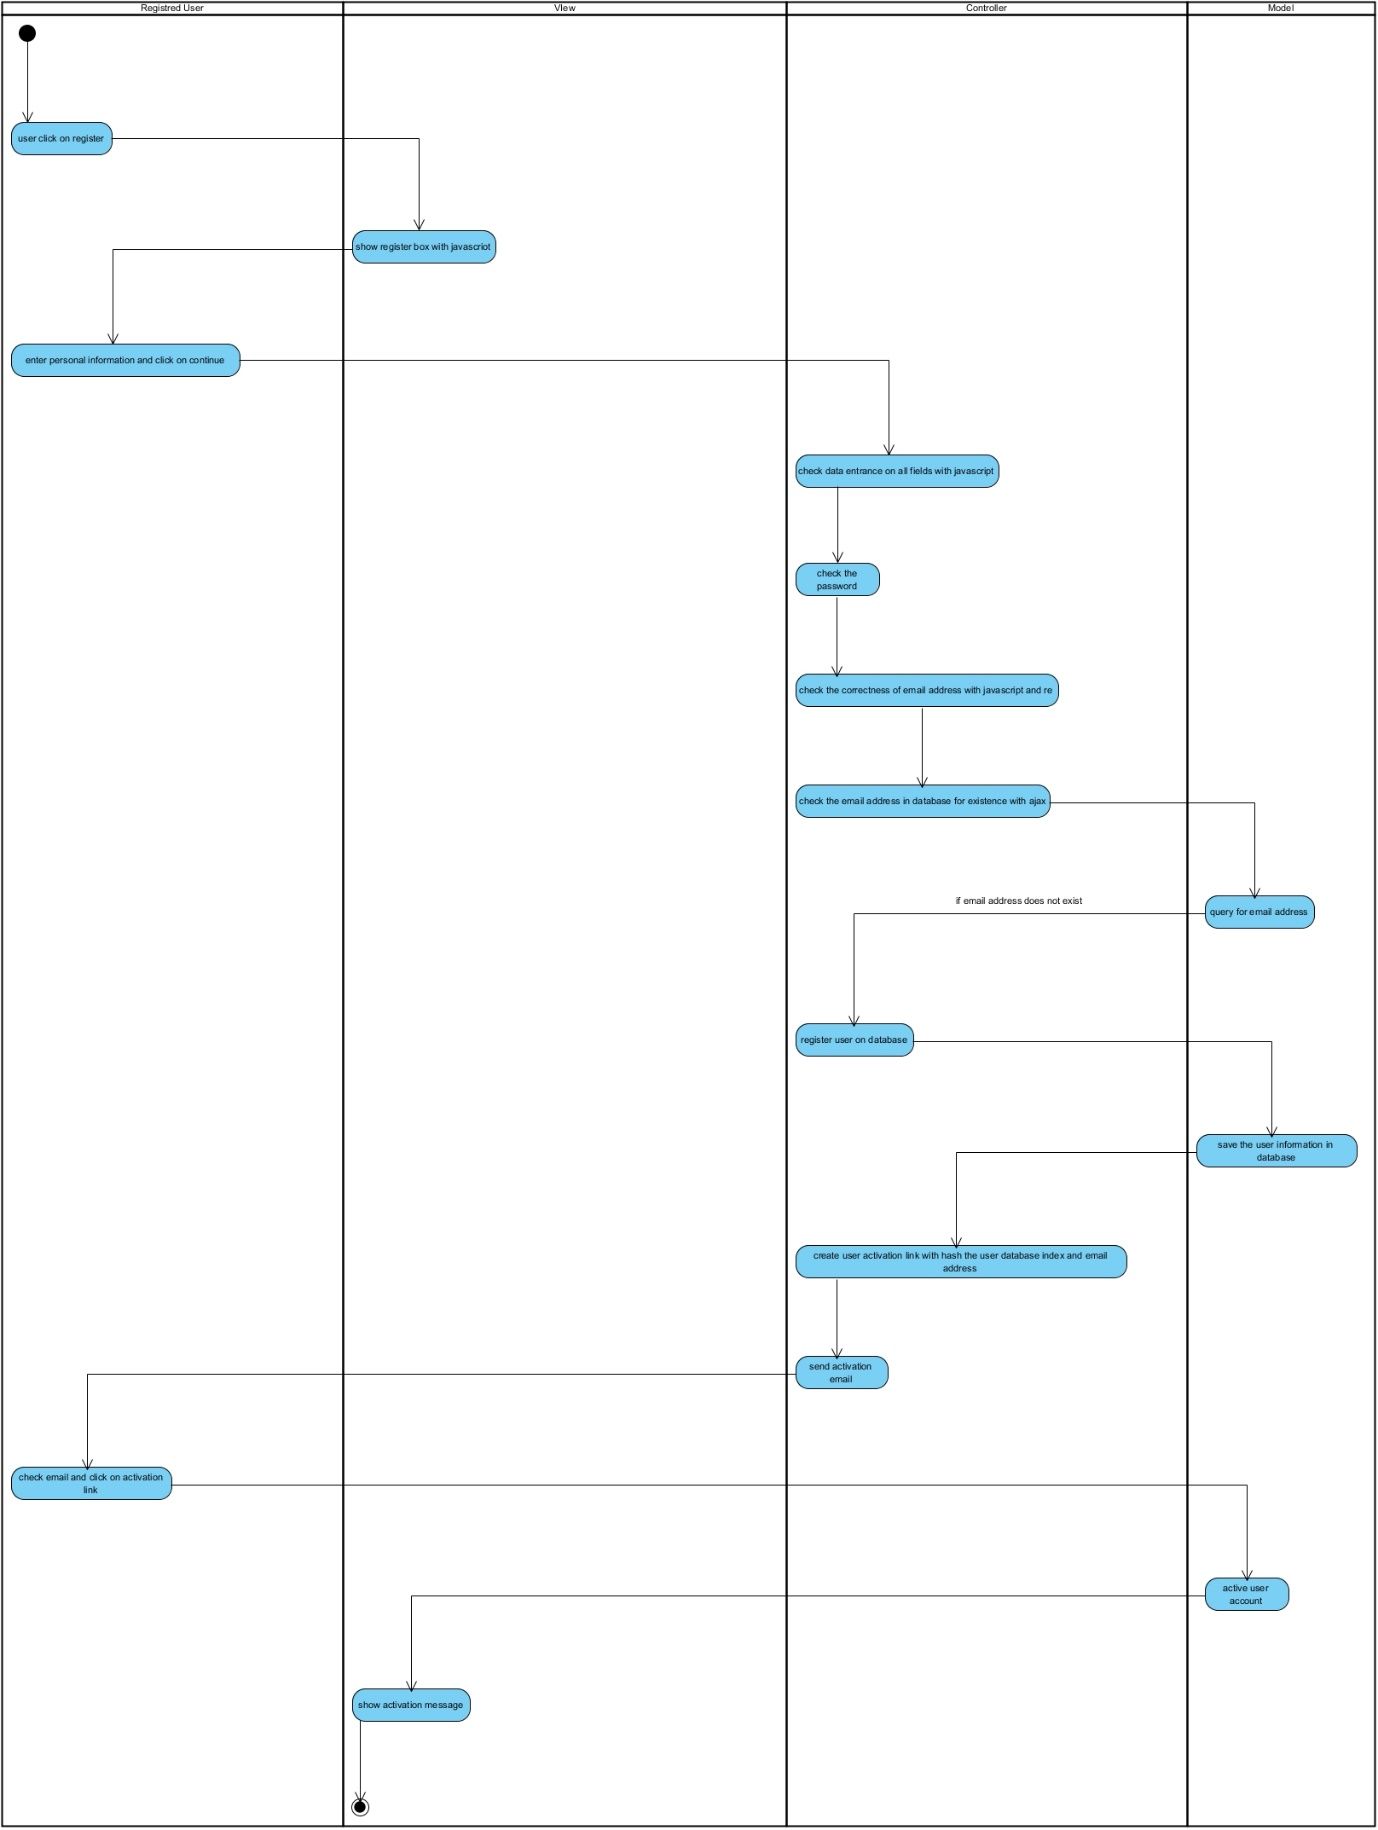 Registred User
VIew
Controller
Model
user click on register
show register box with javascriot
enter personal information and click on continue
check data entrance on all fields with javascript
check the
password
check the correctness of email address with javascript and re
check the email address in database for existence with ajax
if email address does not exist
query for email address
register user on database
save the user information in
database
create user activation link with hash the user database index and email
address
send activation
email
check email and click on activation
link
active user
account
show activation message